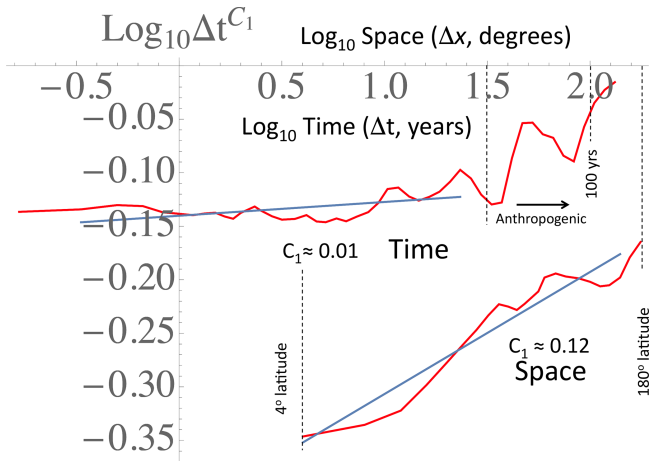 Log₁₀Δt^C₁
Log₁₀ Space (Δx, degrees)
−0.5 0.5 1.0 1.5 2.0
−0.05
Log₁₀ Time (Δt, years)
100 yrs
−0.10
Anthropogenic
−0.15
C₁≈ 0.01
Time
−0.20
−0.25
C₁ ≈ 0.12
Space
−0.30
4º latitude
180º latitude
−0.35